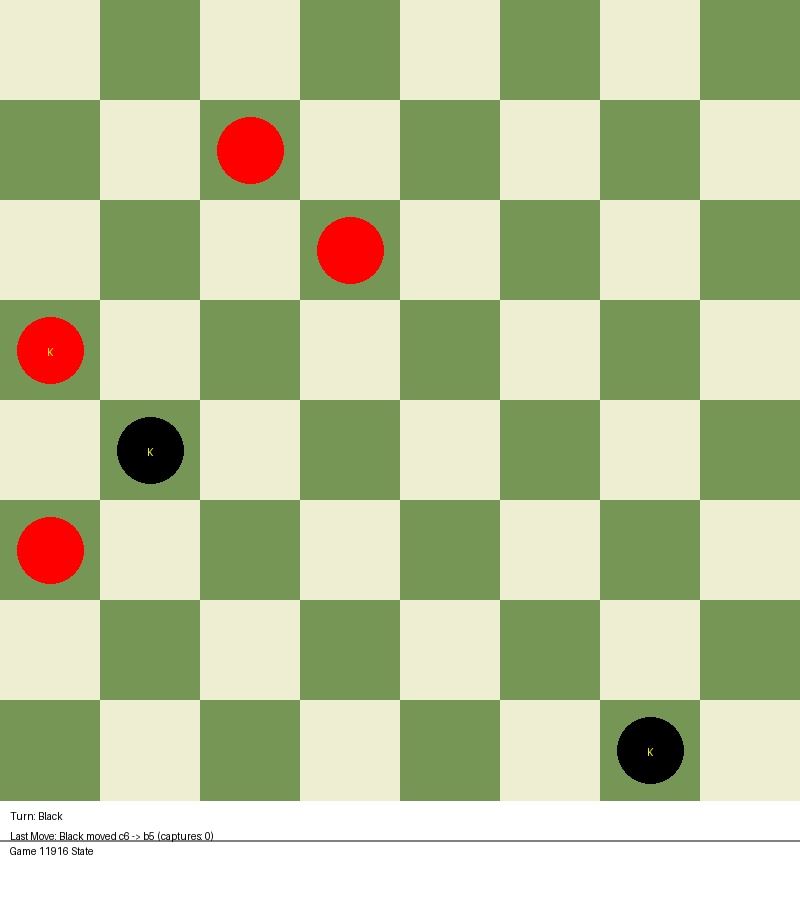 K
K
K
Turn: Black
Last Move: Black moved c6 -> b5 (captures: 0)
Game 11916 State